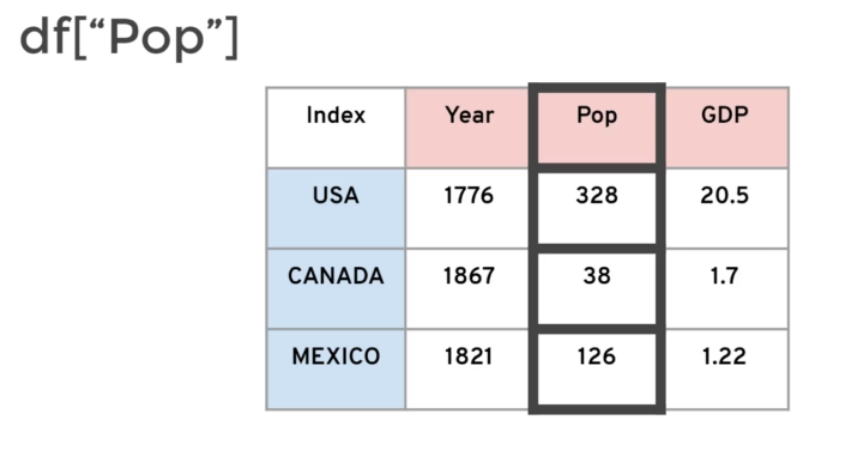 df[“Pop”]
Index Year Pop GDP
USA 1776 328 20.5
CANADA 1867 38 1.7
MEXICO 1821 126 1.22